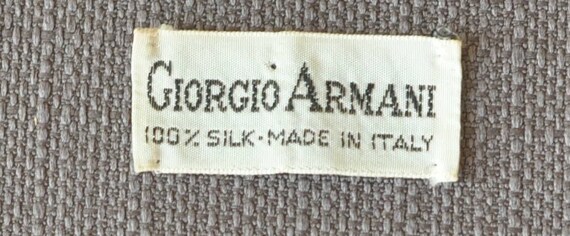 GIORGIO ARMANI
100% SILK·MADE IN ITALY